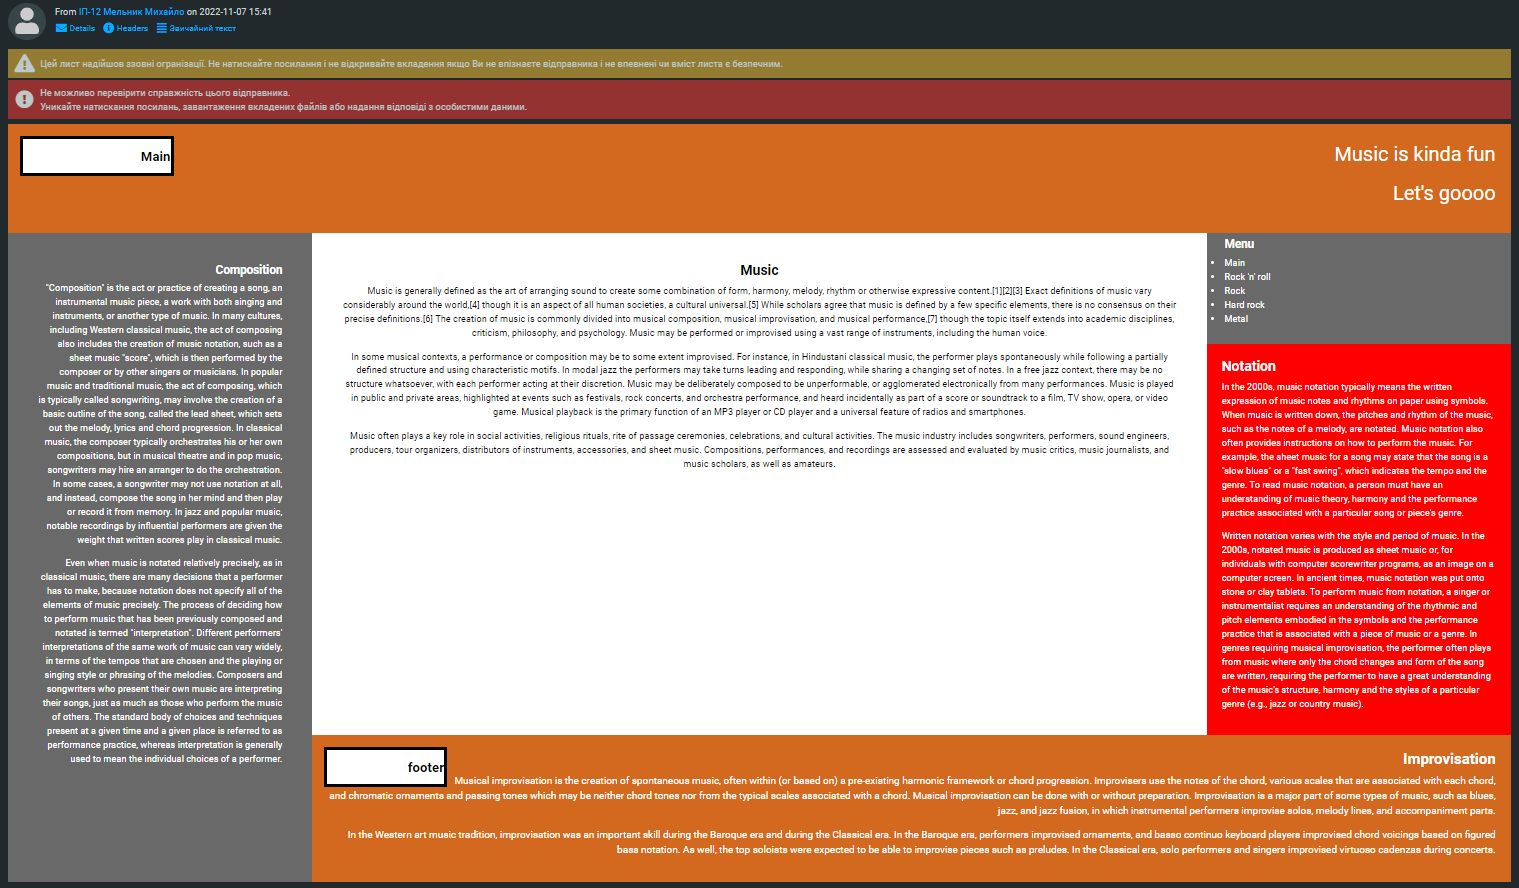 From ІП-12 Мельник Михайло on 2022-11-07 15:41
Details Headers Звичайний текст
Цей лист надійшов ззовні огранізації. Не натискайте посилання і не відкривайте вкладення якщо Ви не впізнаєте відправника і не впевнені чи вміст листа є безпечним.
Не можливо перевірити справжність цього відправника.
Уникайте натискання посилань, завантаження вкладених файлів або надання відповіді з особистими даними.
Main
Music is kinda fun
Let's goooo
Composition
"Composition" is the act or practice of creating a song, an
instrumental music piece, a work with both singing and
instruments, or another type of music. In many cultures,
including Western classical music, the act of composing
also includes the creation of music notation, such as a
sheet music "score", which is then performed by the
composer or by other singers or musicians. In popular
music and traditional music, the act of composing, which
is typically called songwriting, may involve the creation of a
basic outline of the song, called the lead sheet, which sets
out the melody, lyrics and chord progression. In classical
music, the composer typically orchestrates his or her own
compositions, but in musical theatre and in pop music,
songwriters may hire an arranger to do the orchestration.
In some cases, a songwriter may not use notation at all,
and instead, compose the song in her mind and then play
or record it from memory. In jazz and popular music,
notable recordings by influential performers are given the
weight that written scores play in classical music.
Even when music is notated relatively precisely, as in
classical music, there are many decisions that a performer
has to make, because notation does not specify all of the
elements of music precisely. The process of deciding how
to perform music that has been previously composed and
notated is termed "interpretation". Different performers'
interpretations of the same work of music can vary widely,
in terms of the tempos that are chosen and the playing or
singing style or phrasing of the melodies. Composers and
songwriters who present their own music are interpreting
their songs, just as much as those who perform the music
of others. The standard body of choices and techniques
present at a given time and a given place is referred to as
performance practice, whereas interpretation is generally
used to mean the individual choices of a performer.
Music
Music is generally defined as the art of arranging sound to create some combination of form, harmony, melody, rhythm or otherwise expressive content.[1][2][3] Exact definitions of music vary
considerably around the world,[4] though it is an aspect of all human societies, a cultural universal.[5] While scholars agree that music is defined by a few specific elements, there is no consensus on their
precise definitions.[6] The creation of music is commonly divided into musical composition, musical improvisation, and musical performance,[7] though the topic itself extends into academic disciplines,
criticism, philosophy, and psychology. Music may be performed or improvised using a vast range of instruments, including the human voice.
In some musical contexts, a performance or composition may be to some extent improvised. For instance, in Hindustani classical music, the performer plays spontaneously while following a partially
defined structure and using characteristic motifs. In modal jazz the performers may take turns leading and responding, while sharing a changing set of notes. In a free jazz context, there may be no
structure whatsoever, with each performer acting at their discretion. Music may be deliberately composed to be unperformable, or agglomerated electronically from many performances. Music is played
in public and private areas, highlighted at events such as festivals, rock concerts, and orchestra performance, and heard incidentally as part of a score or soundtrack to a film, TV show, opera, or video
game. Musical playback is the primary function of an MP3 player or CD player and a universal feature of radios and smartphones.
Music often plays a key role in social activities, religious rituals, rite of passage ceremonies, celebrations, and cultural activities. The music industry includes songwriters, performers, sound engineers,
producers, tour organizers, distributors of instruments, accessories, and sheet music. Compositions, performances, and recordings are assessed and evaluated by music critics, music journalists, and
music scholars, as well as amateurs.
Menu
Main
Rock 'n' roll
Rock
Hard rock
Metal
Notation
In the 2000s, music notation typically means the written
expression of music notes and rhythms on paper using symbols.
When music is written down, the pitches and rhythm of the music,
such as the notes of a melody, are notated. Music notation also
often provides instructions on how to perform the music. For
example, the sheet music for a song may state that the song is a
"slow blues" or a "fast swing", which indicates the tempo and the
genre. To read music notation, a person must have an
understanding of music theory, harmony and the performance
practice associated with a particular song or piece's genre.
Written notation varies with the style and period of music. In the
2000s, notated music is produced as sheet music or, for
individuals with computer scorewriter programs, as an image on a
computer screen. In ancient times, music notation was put onto
stone or clay tablets. To perform music from notation, a singer or
instrumentalist requires an understanding of the rhythmic and
pitch elements embodied in the symbols and the performance
practice that is associated with a piece of music or a genre. In
genres requiring musical improvisation, the performer often plays
from music where only the chord changes and form of the song
are written, requiring the performer to have a great understanding
of the music's structure, harmony and the styles of a particular
genre (e.g., jazz or country music).
footer
Improvisation
Musical improvisation is the creation of spontaneous music, often within (or based on) a pre-existing harmonic framework or chord progression. Improvisers use the notes of the chord, various scales that are associated with each chord,
and chromatic ornaments and passing tones which may be neither chord tones nor from the typical scales associated with a chord. Musical improvisation can be done with or without preparation. Improvisation is a major part of some types of music, such as blues,
jazz, and jazz fusion, in which instrumental performers improvise solos, melody lines, and accompaniment parts.
In the Western art music tradition, improvisation was an important skill during the Baroque era and during the Classical era. In the Baroque era, performers improvised ornaments, and basso continuo keyboard players improvised chord voicings based on figured
bass notation. As well, the top soloists were expected to be able to improvise pieces such as preludes. In the Classical era, solo performers and singers improvised virtuoso cadenzas during concerts.